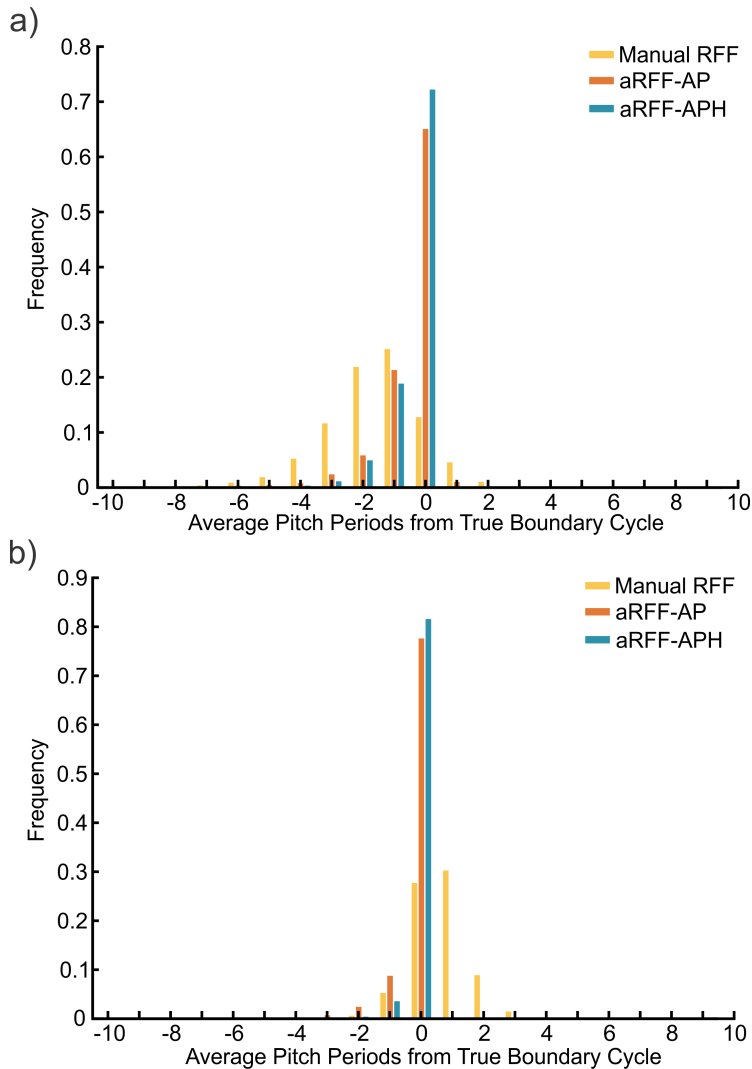 a)
0.8
0.7
0.6
0.5
0.4
0.3
0.2
0.1
0
Frequency
Manual RFF
aRFF-AP
aRFF-APH
-10 -8 -6 -4 -2 0 2 4 6 8 10
Average Pitch Periods from True Boundary Cycle
b)
0.9
0.8
0.7
0.6
0.5
0.4
0.3
0.2
0.1
0
Frequency
Manual RFF
aRFF-AP
aRFF-APH
-10 -8 -6 -4 -2 0 2 4 6 8 10
Average Pitch Periods from True Boundary Cycle